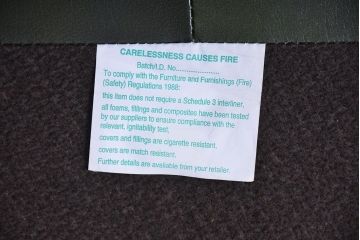 CARELESSNESS CAUSES FIRE
Batch/I.D. No......................
To comply with the Furniture and Furnishings (Fire)
(Safety) Regulations 1988:
this item does not require a Schedule 3 interliner,
all foams, fillings and composites have been tested
by our suppliers to ensure compliance with the
relevant, ignitability test,
covers and fillings are cigarette resistant.
covers are match resistant.
Further details are available from your retailer.